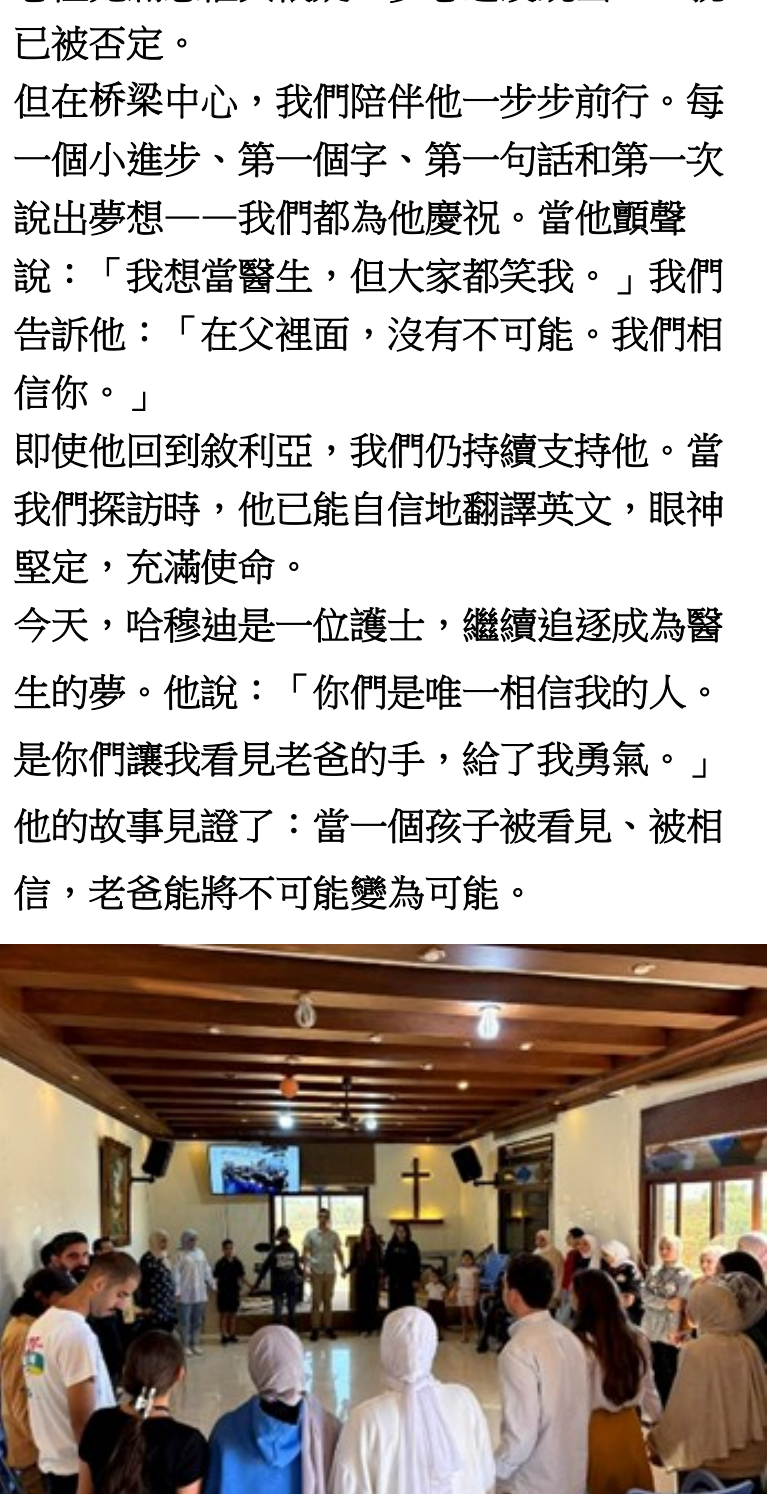 已被否定。
但在桥梁中心，我們陪伴他一步步前行。每
一個小進步、第一個字、第一句話和第一次
說出夢想——我們都為他慶祝。當他顫聲
說：「我想當醫生，但大家都笑我。」我們
告訴他：「在父裡面，沒有不可能。我們相
信你。」
即使他回到敘利亞，我們仍持續支持他。當
我們探訪時，他已能自信地翻譯英文，眼神
堅定，充滿使命。
今天，哈穆迪是一位護士，繼續追逐成為醫
生的夢。他說：「你們是唯一相信我的人。
是你們讓我看見老爸的手，給了我勇氣。」
他的故事見證了：當一個孩子被看見、被相
信，老爸能將不可能變為可能。